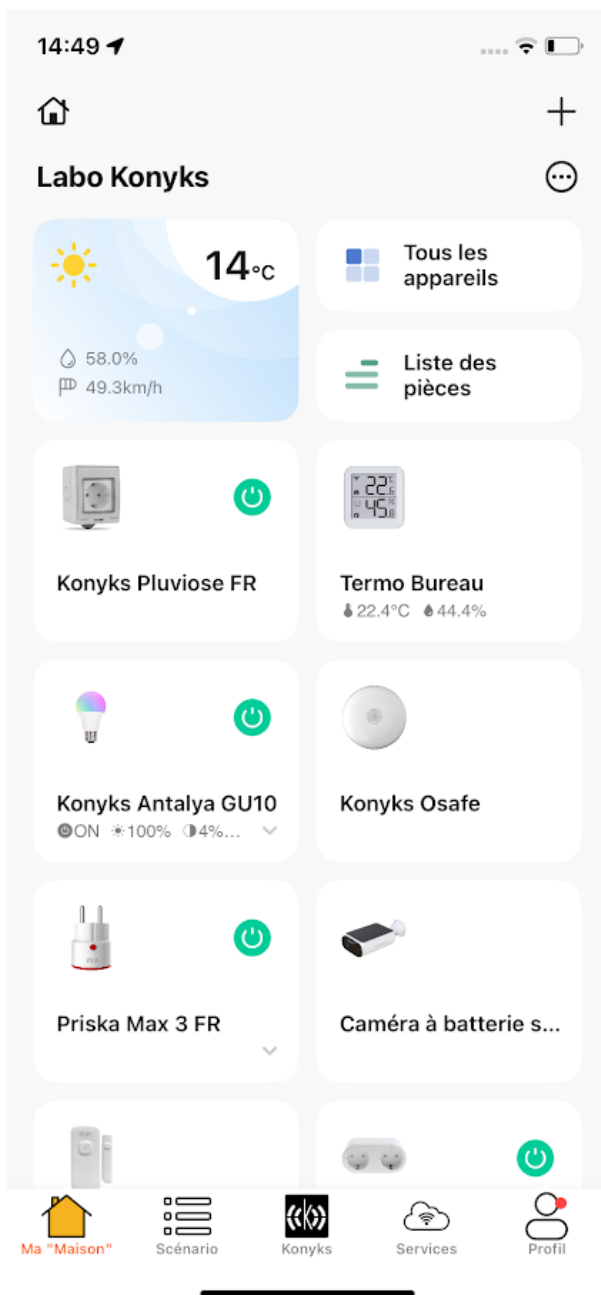 14:49
Labo Konyks
14°C
58.0%
49.3km/h
Tous les
appareils
Liste des
pièces
Konyks Pluviose FR
22
45
Termo Bureau
22.4°C 44.4%
Konyks Antalya GU10
ON 100% 4%...
Konyks Osafe
Priska Max 3 FR
Caméra à batterie s...
Ma "Maison"
Scénario
Konyks
Services
Profil